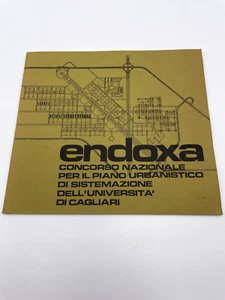 endoxa
CONCORSO NAZIONALE
PER IL PIANO URBANISTICO
DI SISTEMAZIONE
DELL'UNIVERSITA'
DI CAGLIARI